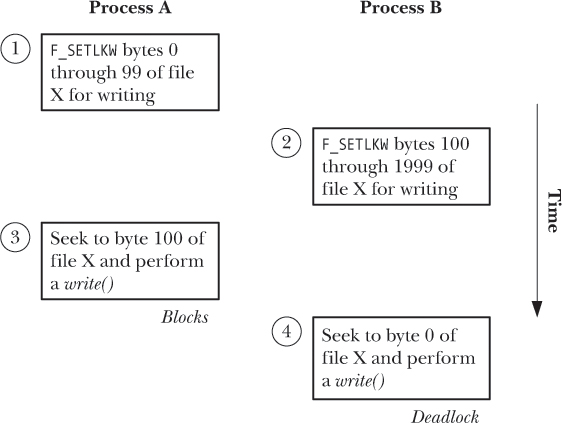 Process A
Process B
1
F_SETLKW bytes 0
through 99 of file
X for writing
2
F_SETLKW bytes 100
through 1999 of
file X for writing
Time
3
Seek to byte 100 of
file X and perform
a write()
Blocks
4
Seek to byte 0 of
file X and perform
a write()
Deadlock